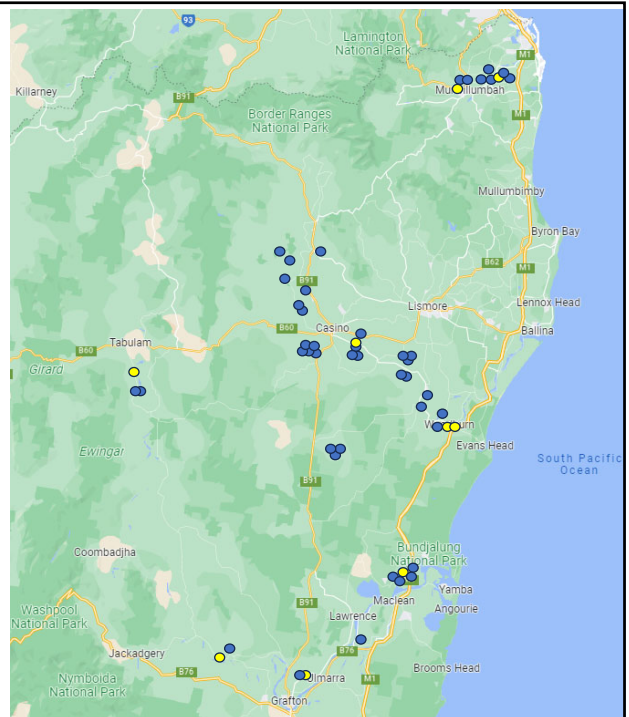 93
Lamington
National Park
M1
Killarney
B91
Border Ranges
National Park
M1
Mullumbimby
Byron Bay
B62
M1
B91
Lismore
Lennox Head
B60
Casino
Ballina
B60
Tabulam
Girard
Evans Head
South Pacific
Ocean
Ewingar
B91
Coombadjha
Bundjalung
National Park
Yamba
Maclean
Angourie
Washpool
National Park
B91
Lawrence
Jackadgery
B76
B76
Brooms Head
Nymboida
National Park
M1
Grafton